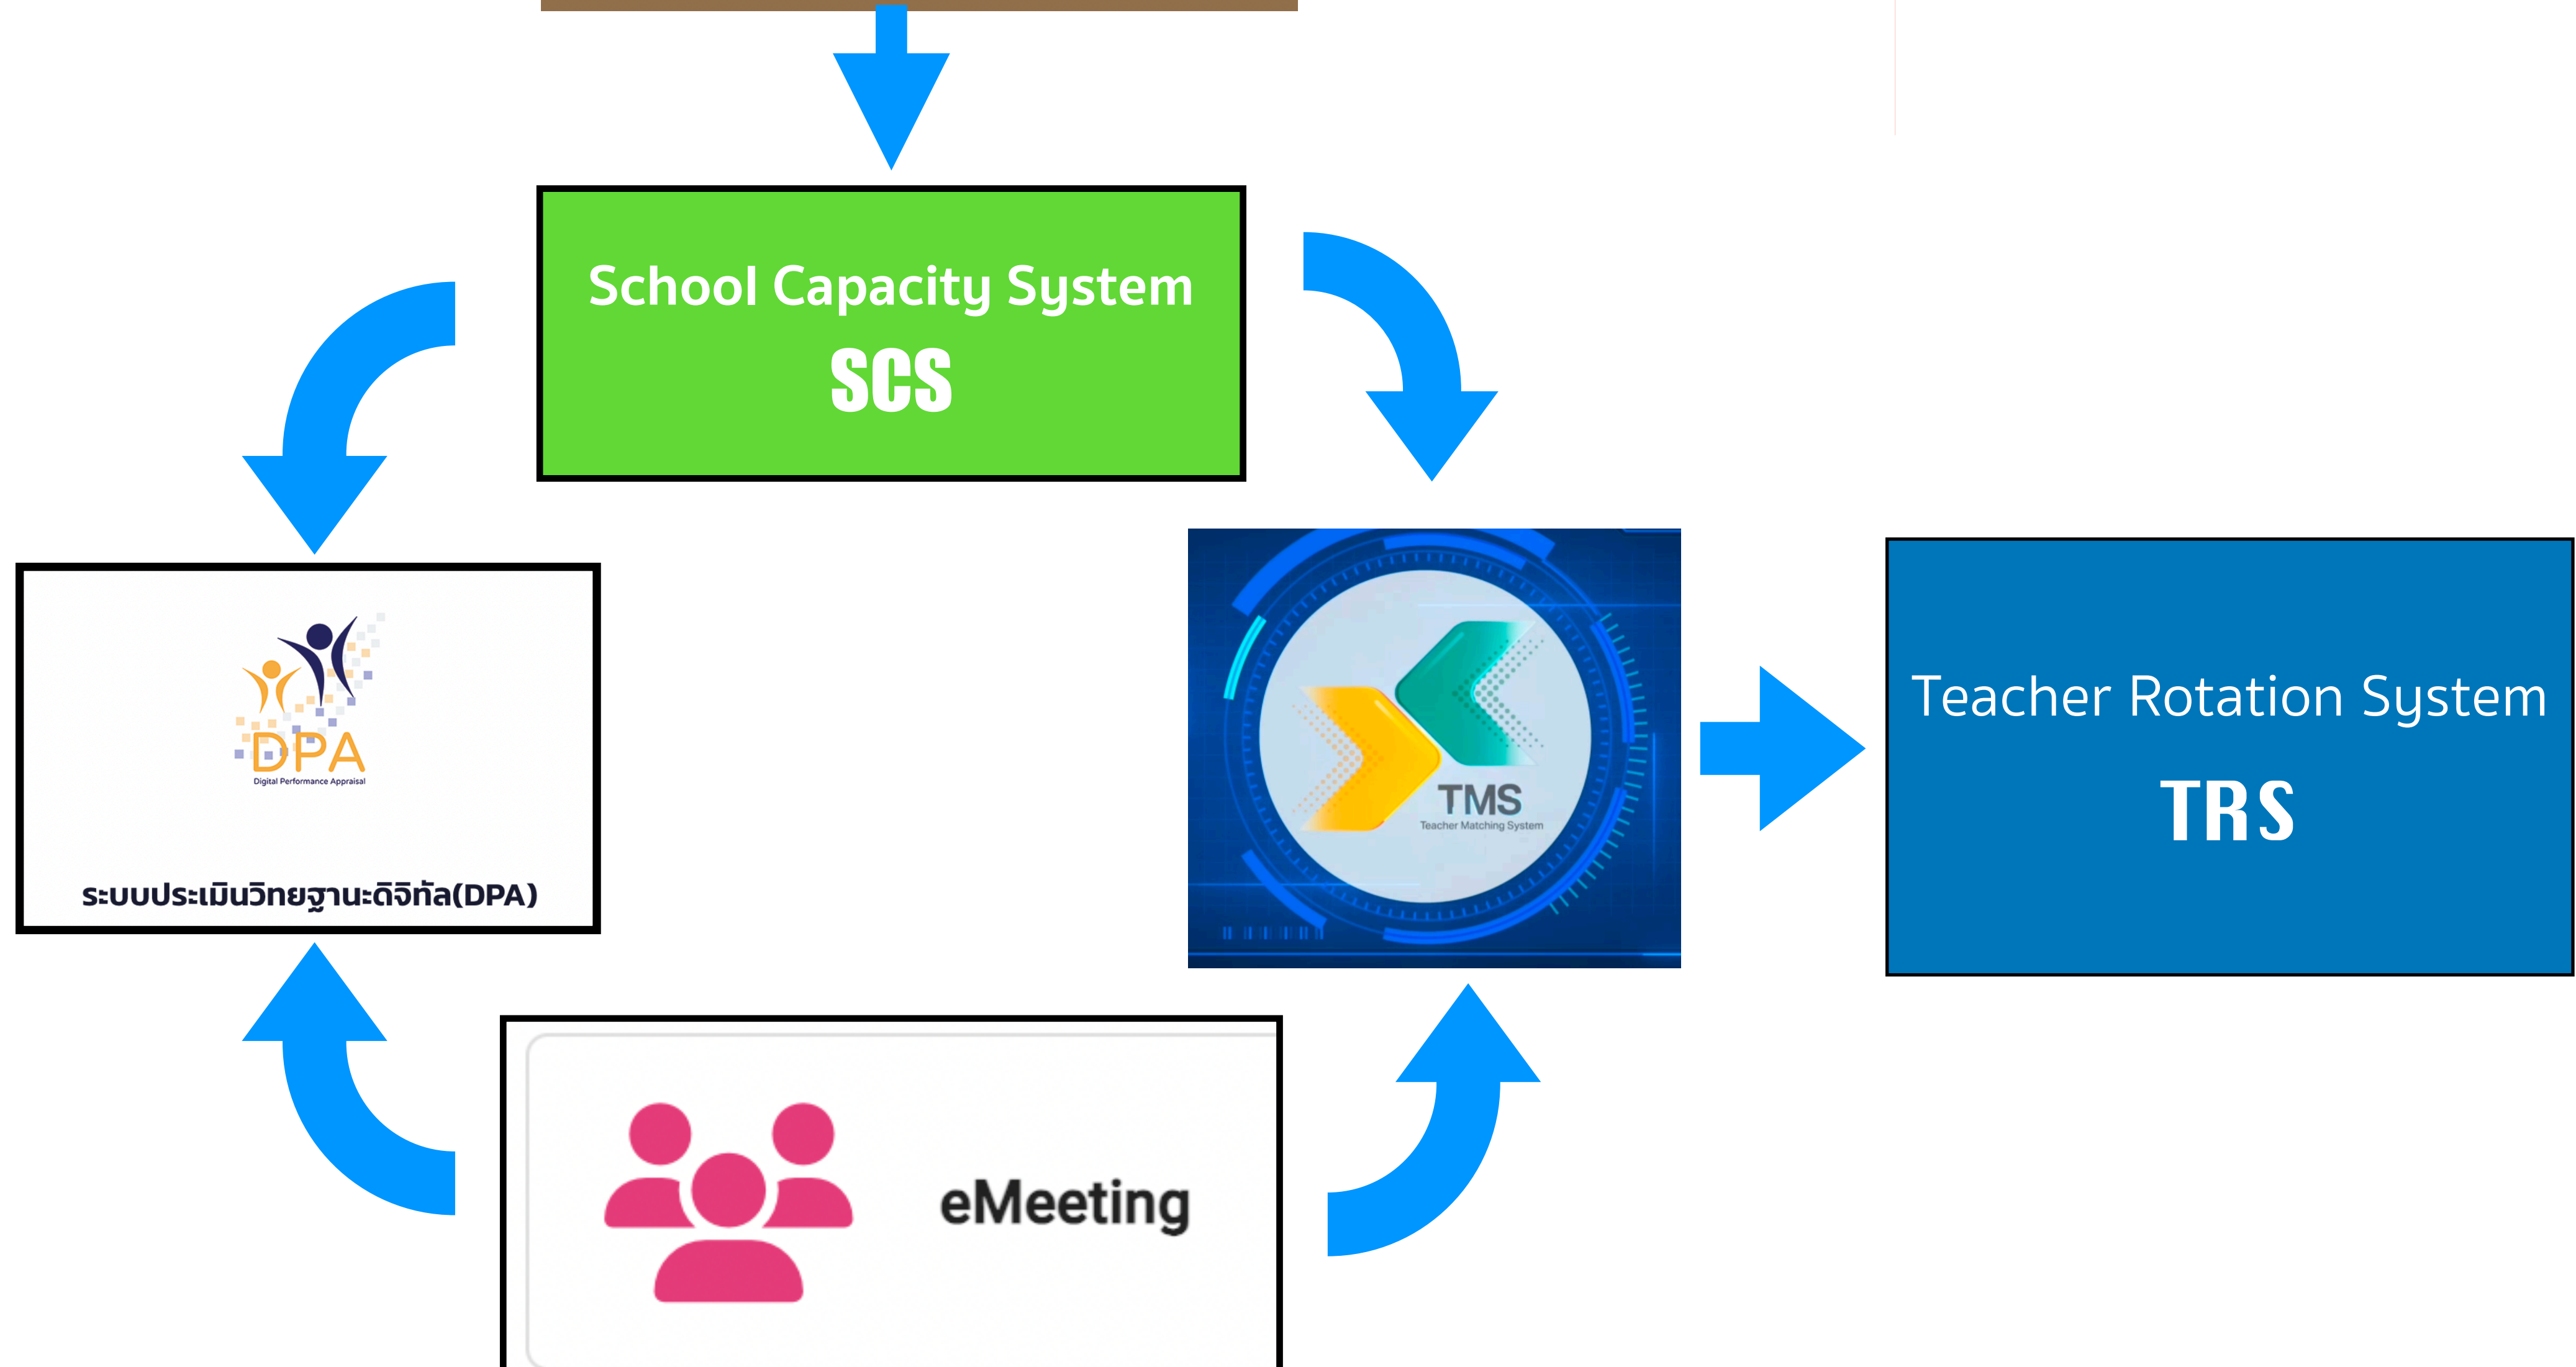 School Capacity System
SCS
DPA
Digital Performance Appraisal
ระบบประเมินวิทยฐานะดิจิทัล(DPA)
TMS
Teacher Matching System
Teacher Rotation System
TRS
eMeeting